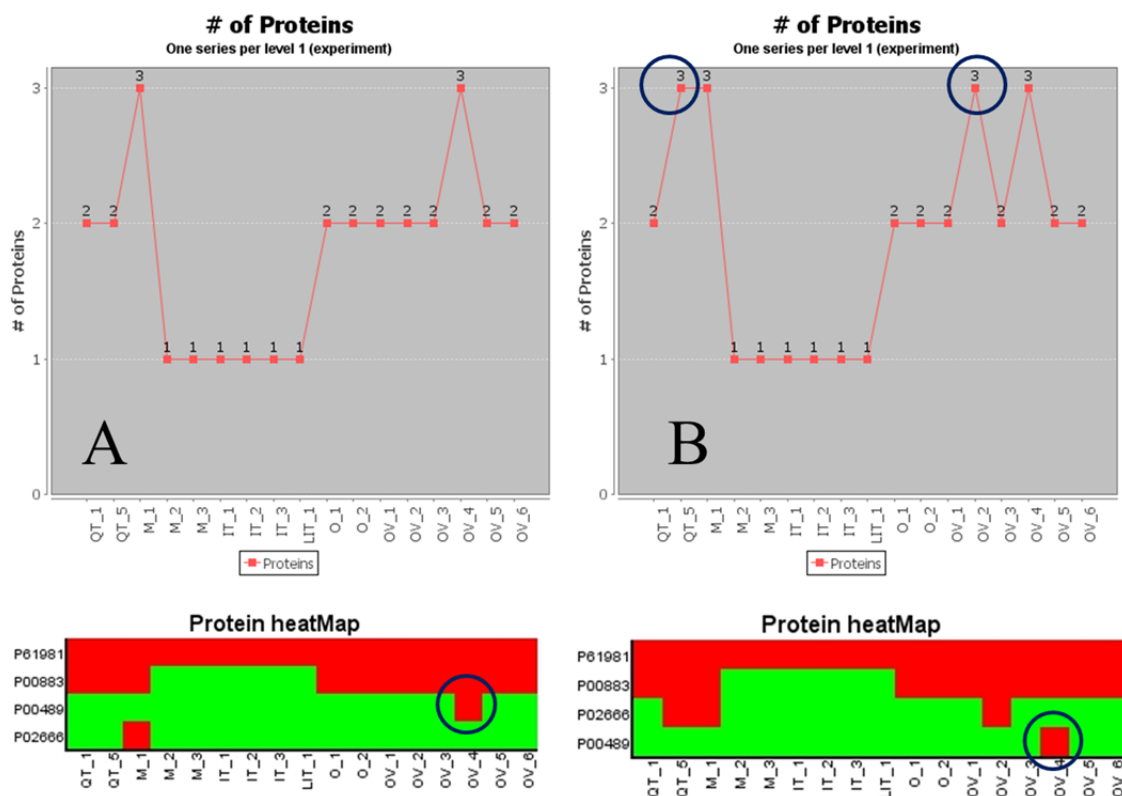 # of Proteins
One series per level 1 (experiment)
# of Proteins
3
2
1
0
2 2 3 1 1 1 1 1 1 2 2 2 2 2 3 2 2
A
QT_1 QT_5 M_1 M_2 M_3 IT_1 IT_2 IT_3 LIT_1 O_1 O_2 OV_1 OV_2 OV_3 OV_4 OV_5 OV_6
Proteins
# of Proteins
One series per level 1 (experiment)
# of Proteins
3
2
1
0
2 3 3 1 1 1 1 1 1 2 2 2 3 2 3 2 2
B
QT_1 QT_5 M_1 M_2 M_3 IT_1 IT_2 IT_3 LIT_1 O_1 O_2 OV_1 OV_2 OV_3 OV_4 OV_5 OV_6
Proteins
Protein heatMap
P61981
P00883
P00489
P02666
QT_1 QT_5 M_1 M_2 M_3 IT_1 IT_2 IT_3 LIT_1 O_1 O_2 OV_1 OV_2 OV_3 OV_4 OV_5 OV_6
Protein heatMap
P61981
P00883
P02666
P00489
QT_1 QT_5 M_1 M_2 M_3 IT_1 IT_2 IT_3 LIT_1 O_1 O_2 OV_1 OV_2 OV_3 OV_4 OV_5 OV_6